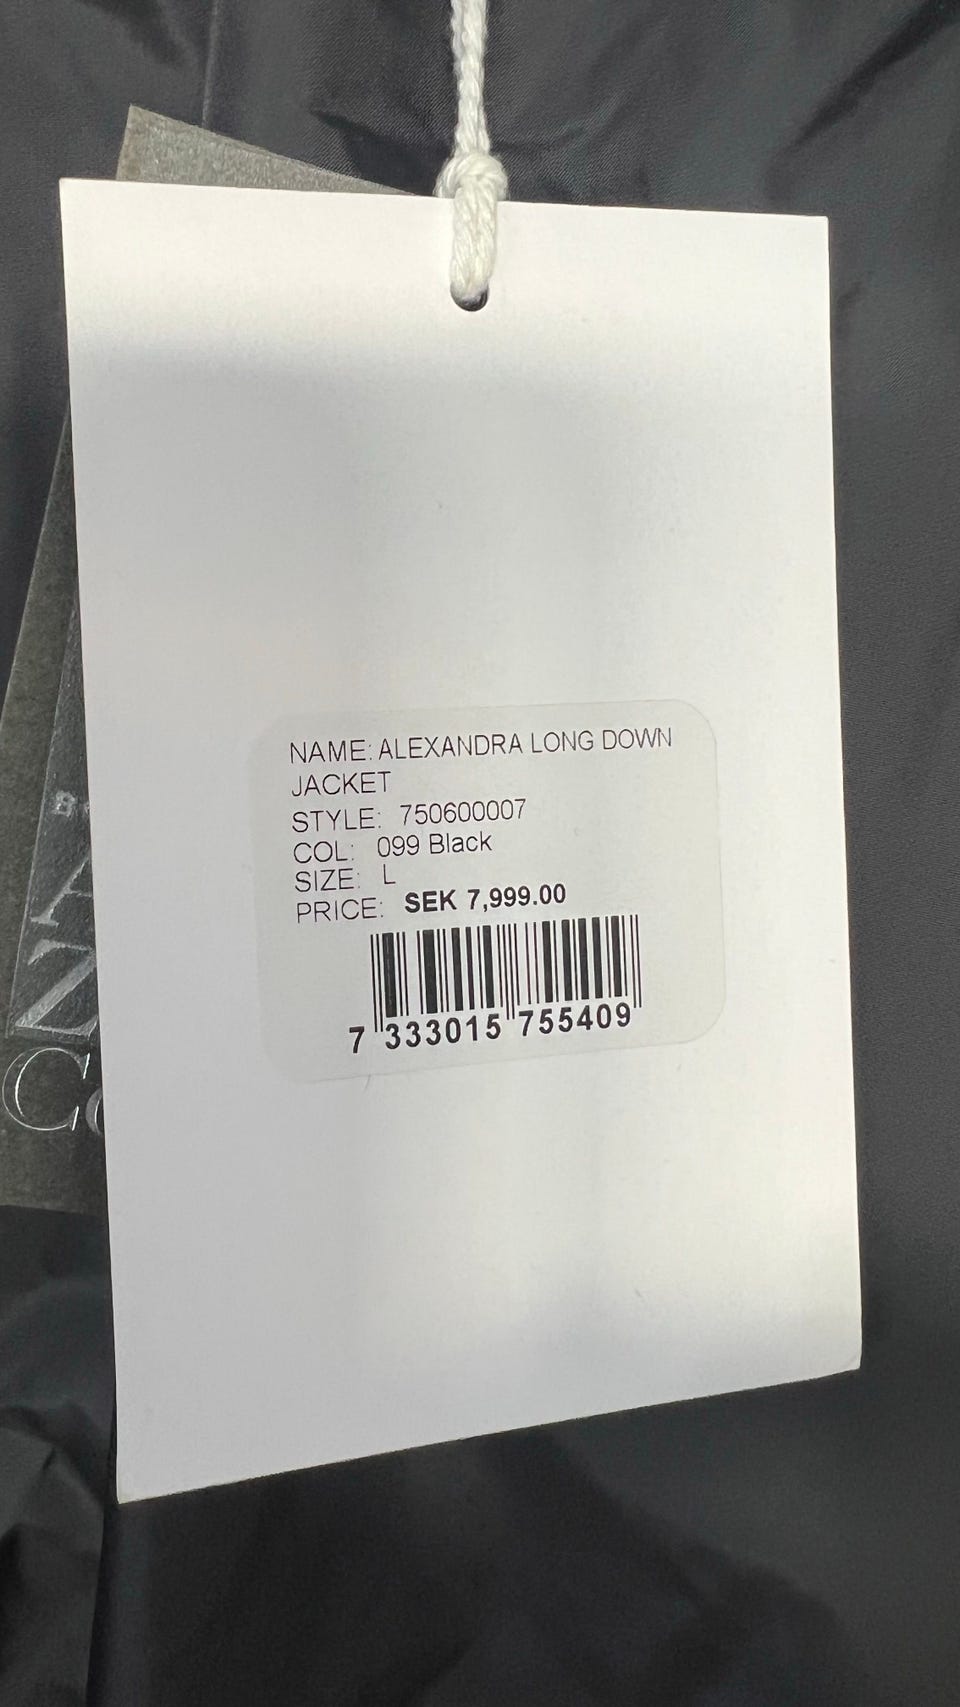 NAME: ALEXANDRA LONG DOWN
JACKET
STYLE: 750600007
COL: 099 Black
SIZE: L
PRICE: SEK 7,999.00
7 333015 755409